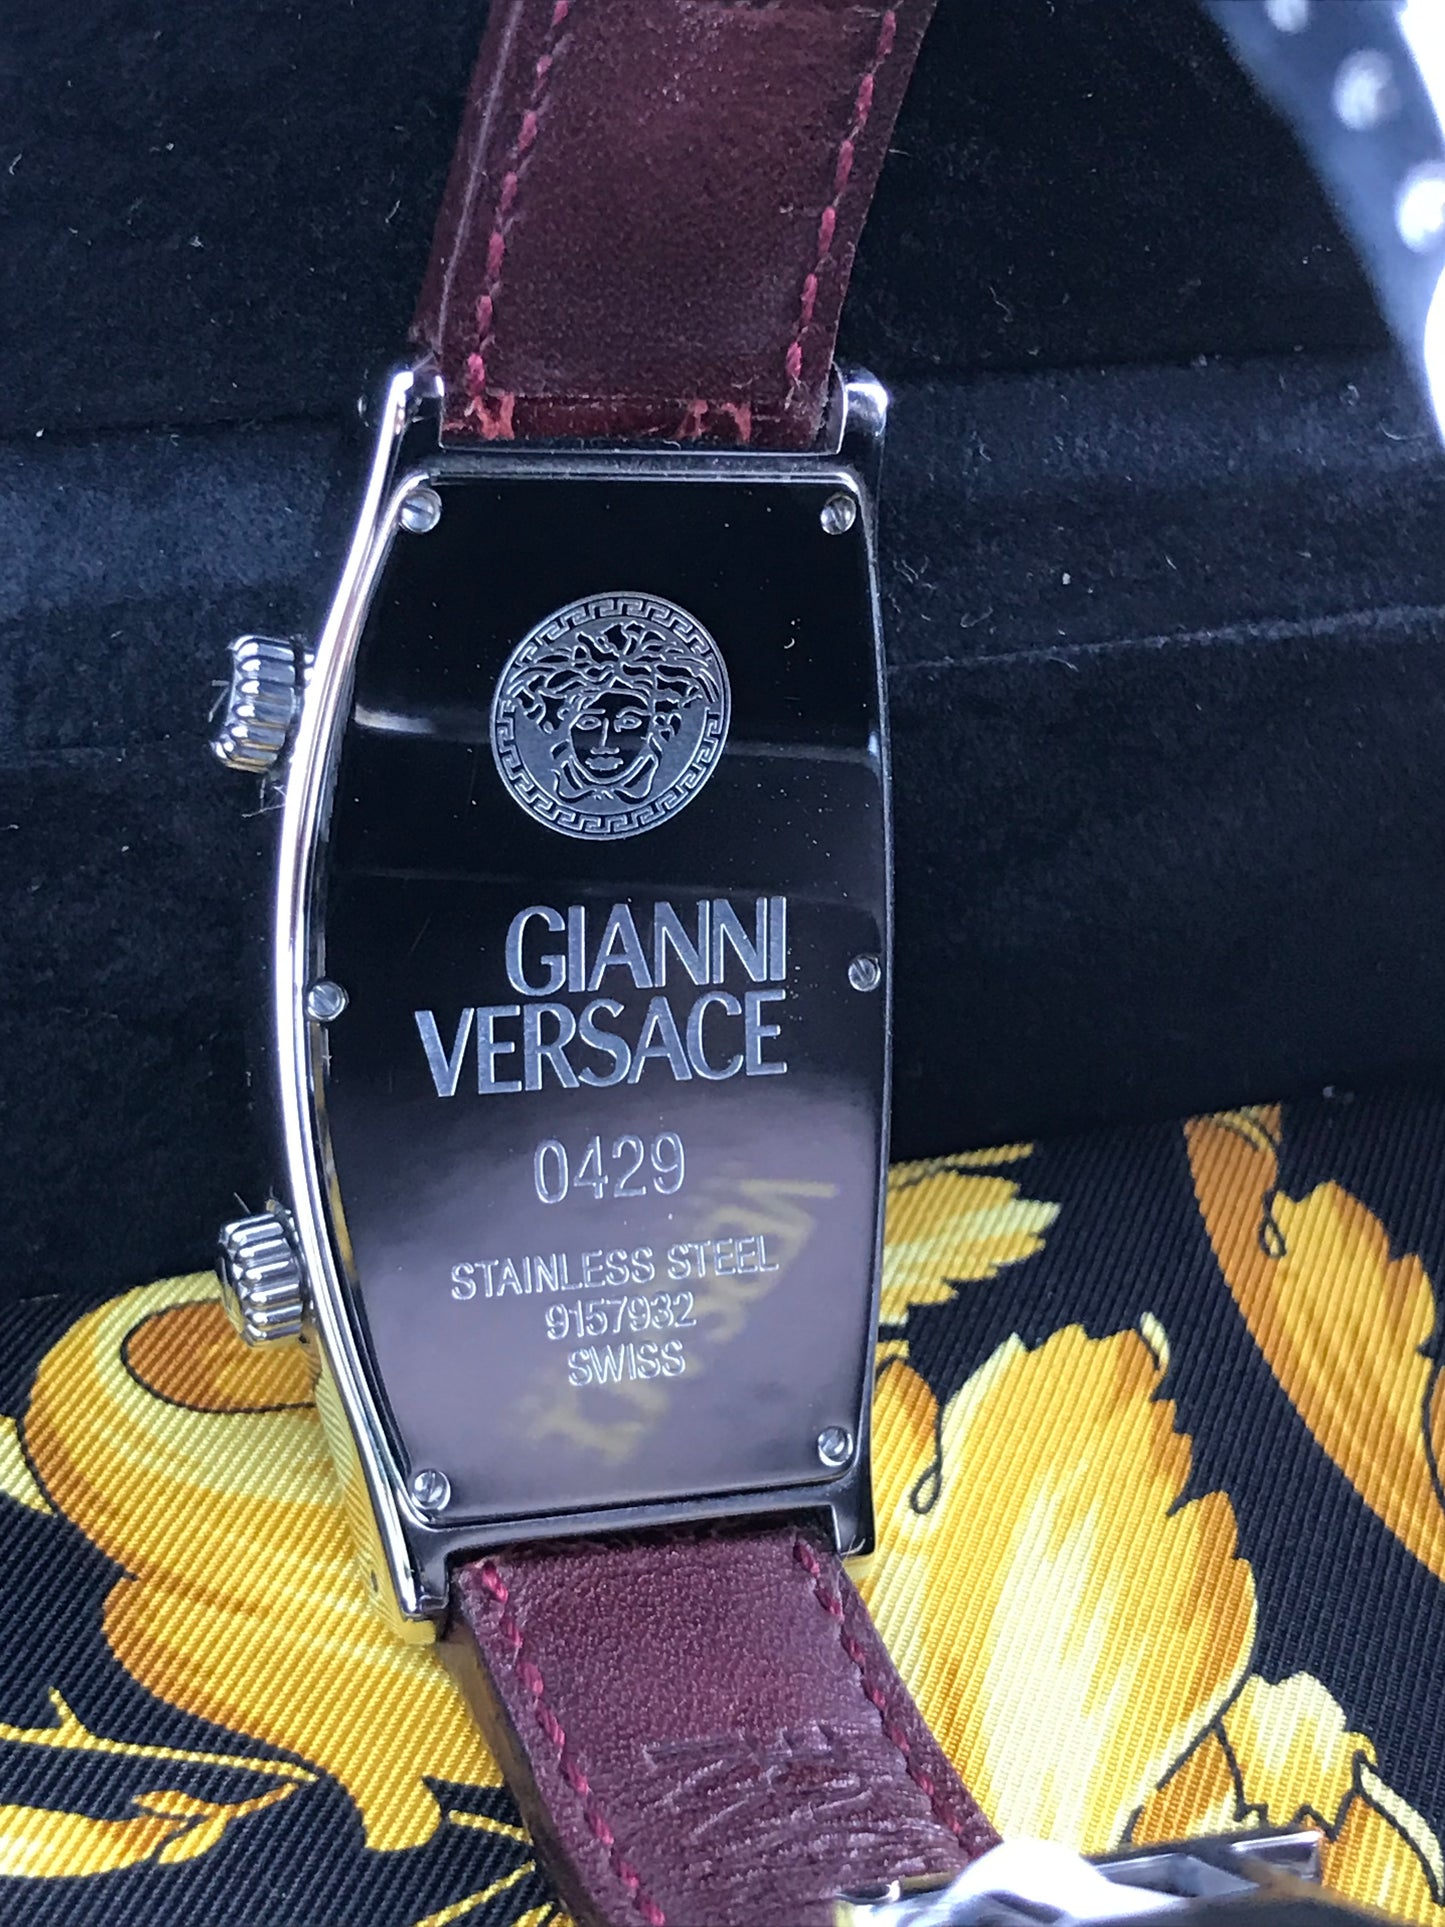 GIANNI
VERSACE
0429
STAINLESS STEEL
9157932
SWISS